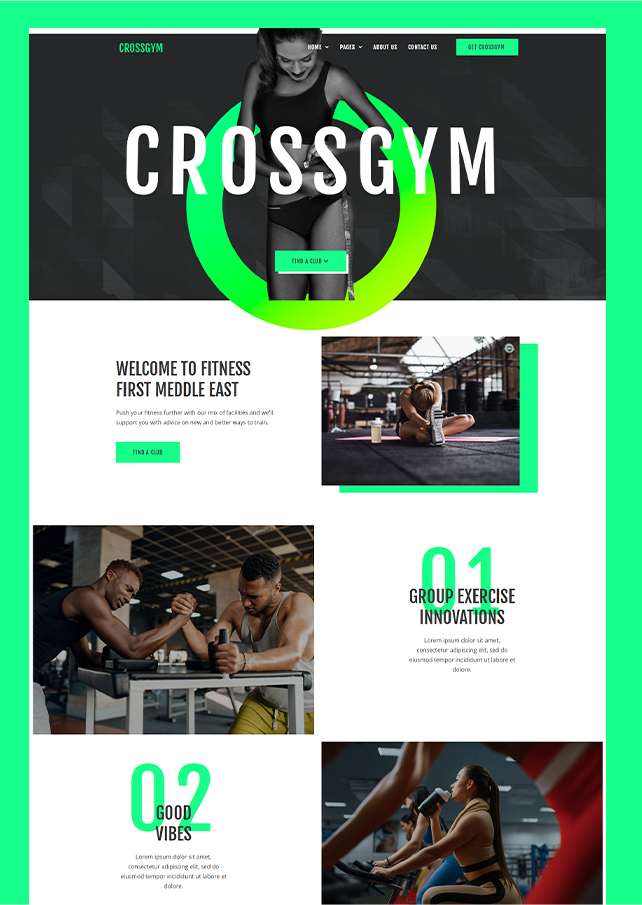 CROSSGYM
HOME PAGES ABOUT US CONTACT US
GET CROSSGYM
CROSSGYM
FIND A CLUB
WELCOME TO FITNESS
FIRST MEDDLE EAST
Push your fitness further with our mix of facilities and we'll
support you with advice on new and better ways to train.
FIND A CLUB
01
GROUP EXERCISE
INNOVATIONS
Lorem ipsum dolor sit amet,
consectetur adipiscing elit, sed do
eiusmod tempor incididunt ut labore et
dolore.
02
GOOD
VIBES
Lorem ipsum dolor sit amet,
consectetur adipiscing elit, sed do
eiusmod tempor incididunt ut labore et
dolore.